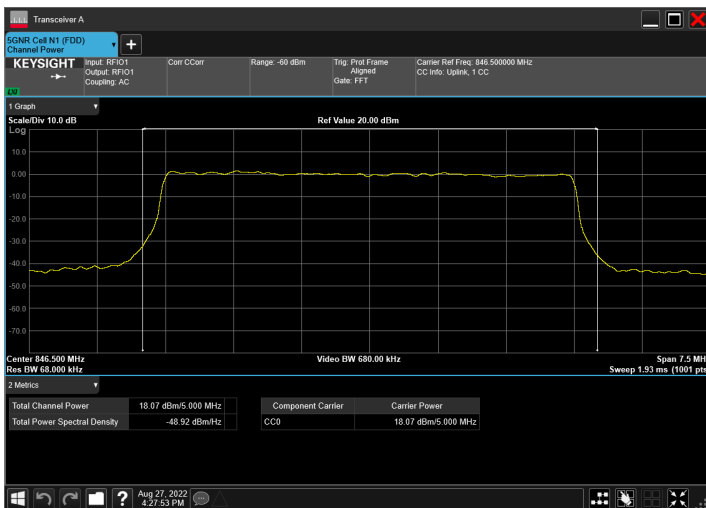 Transceiver A
5GNR Cell N1 (FDD)
Channel Power
KEYSIGHT
LXI
Input: RFIO1
Output: RFIO1
Coupling: AC
Corr CCorr
Range: -60 dBm
Trig: Prot Frame
Aligned
Gate: FFT
Carrier Ref Freq: 846.500000 MHz
CC Info: Uplink, 1 CC
1 Graph
Scale/Div 10.0 dB
Ref Value 20.00 dBm
Log
10.0
0.00
-10.0
-20.0
-30.0
-40.0
-50.0
-60.0
-70.0
Center 846.500 MHz
Video BW 680.00 kHz
Span 7.5 MH
Res BW 68.000 kHz
Sweep 1.93 ms (1001 pts
2 Metrics
Total Channel Power 18.07 dBm/5.000 MHz
Total Power Spectral Density -48.92 dBm/Hz
Component Carrier Carrier Power
CC0 18.07 dBm/5.000 MHz
?
Aug 27, 2022
4:27:53 PM